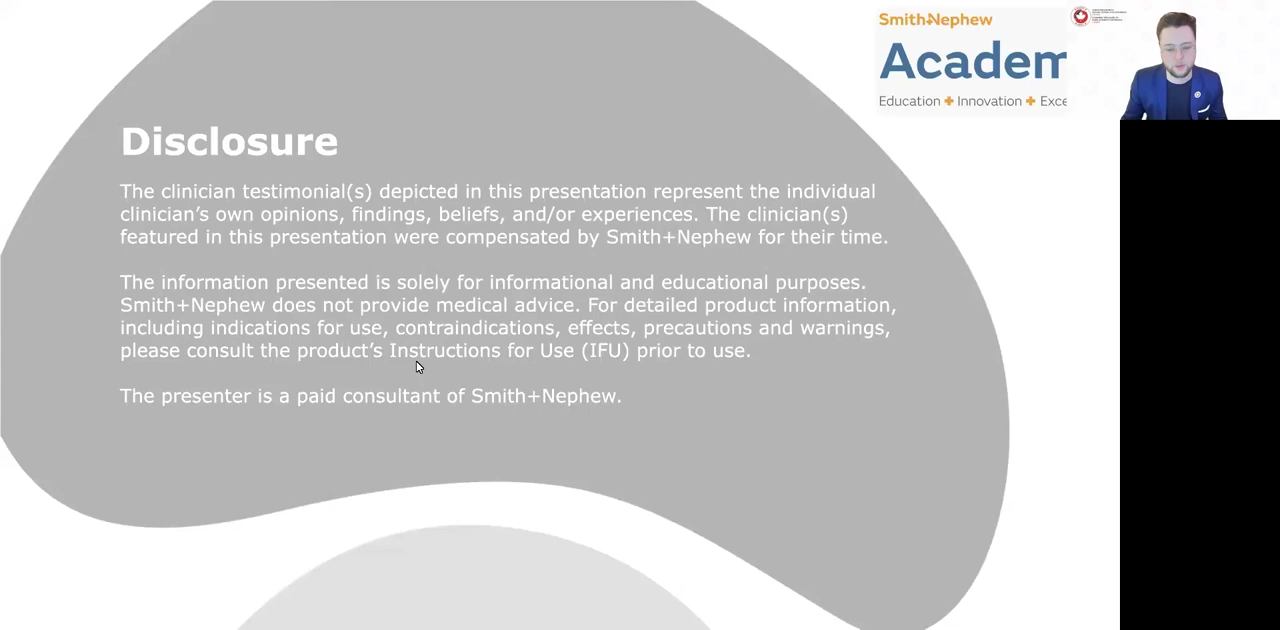 Smith+Nephew
Academ
Education + Innovation + Exce
Disclosure
The clinician testimonial(s) depicted in this presentation represent the individual
clinician’s own opinions, findings, beliefs, and/or experiences. The clinician(s)
featured in this presentation were compensated by Smith+Nephew for their time.
The information presented is solely for informational and educational purposes.
Smith+Nephew does not provide medical advice. For detailed product information,
including indications for use, contraindications, effects, precautions and warnings,
please consult the product’s Instructions for Use (IFU) prior to use.
The presenter is a paid consultant of Smith+Nephew.